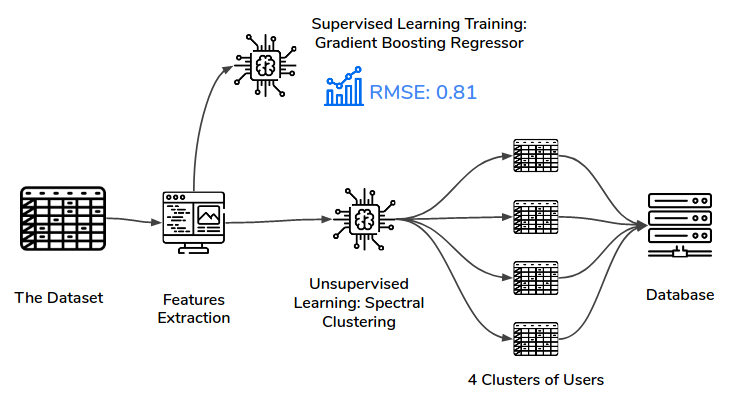 Supervised Learning Training:
Gradient Boosting Regressor
RMSE: 0.81
The Dataset
Features
Extraction
Unsupervised
Learning: Spectral
Clustering
4 Clusters of Users
Database